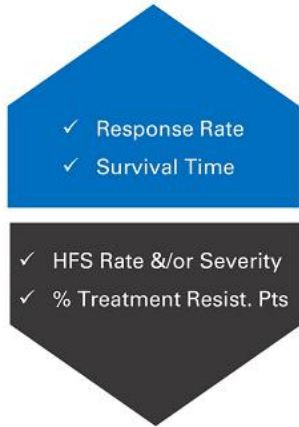 ✓ Response Rate
✓ Survival Time
✓ HFS Rate &/or Severity
✓ % Treatment Resist. Pts